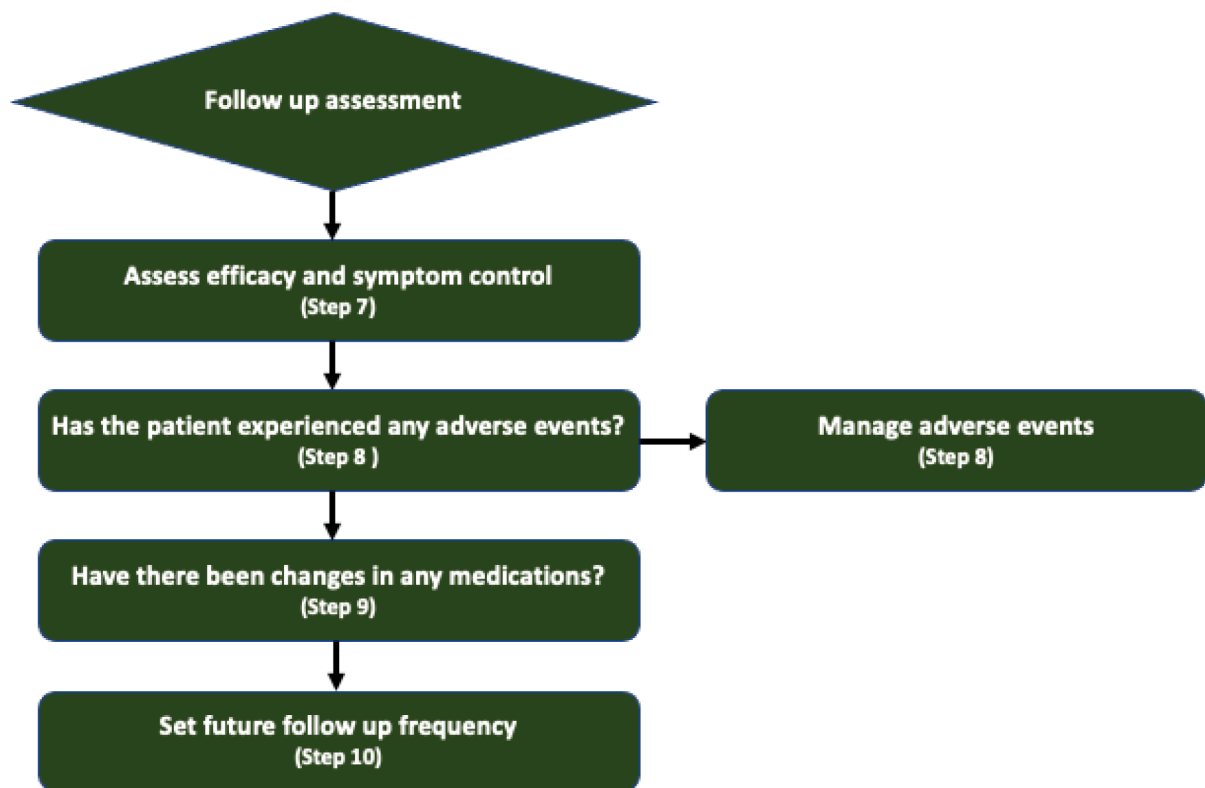 Follow up assessment
Assess efficacy and symptom control
(Step 7)
Has the patient experienced any adverse events?
(Step 8 )
Manage adverse events
(Step 8)
Have there been changes in any medications?
(Step 9)
Set future follow up frequency
(Step 10)